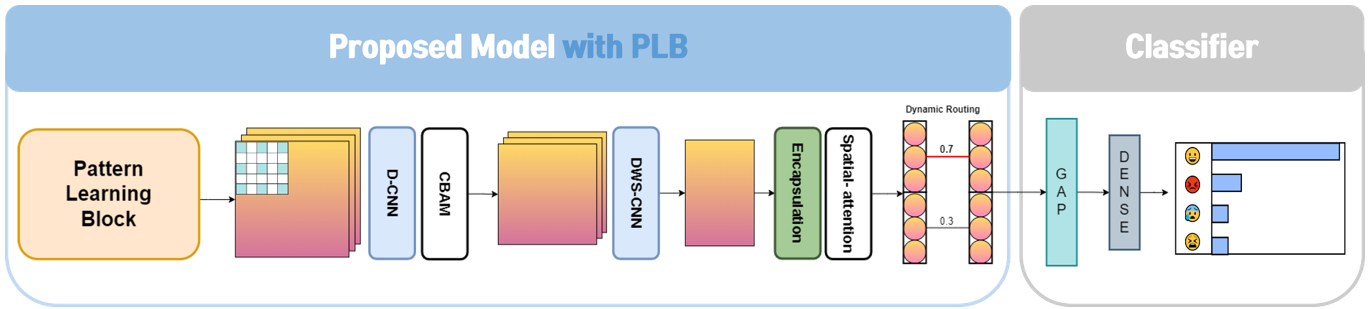 Proposed Model with PLB
Classifier
Pattern
Learning
Block
D-CNN
CBAM
DWS-CNN
Encapsulation
Spatial- attention
Dynamic Routing
0.7
0.3
GAP
DENSE